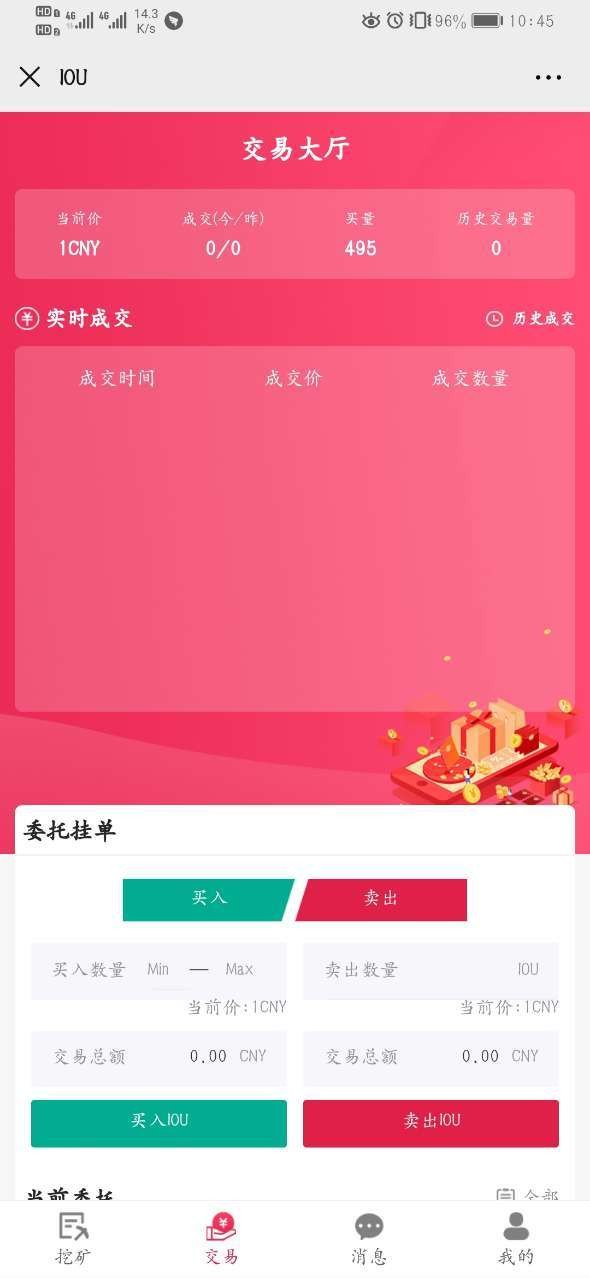 HD 1 4G 4G 14.3 96% 10:45
HD 2 K/s
IOU
交易大厅
当前价 成交(今/昨) 买量 历史交易量
1CNY 0/0 495 0
实时成交 历史成交
成交时间 成交价 成交数量
委托挂单
买入 卖出
买入数量 Min — Max 卖出数量 IOU
当前价:1CNY 当前价:1CNY
交易总额 0.00 CNY 交易总额 0.00 CNY
买入IOU 卖出IOU
当前委托 全部
挖矿 交易 消息 我的